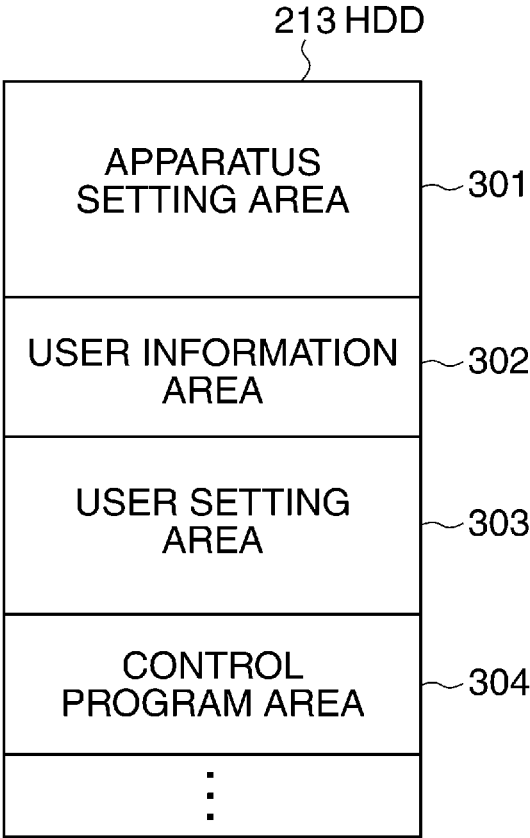 213 HDD
APPARATUS
SETTING AREA
301
USER INFORMATION
AREA
302
USER SETTING
AREA
303
CONTROL
PROGRAM AREA
304